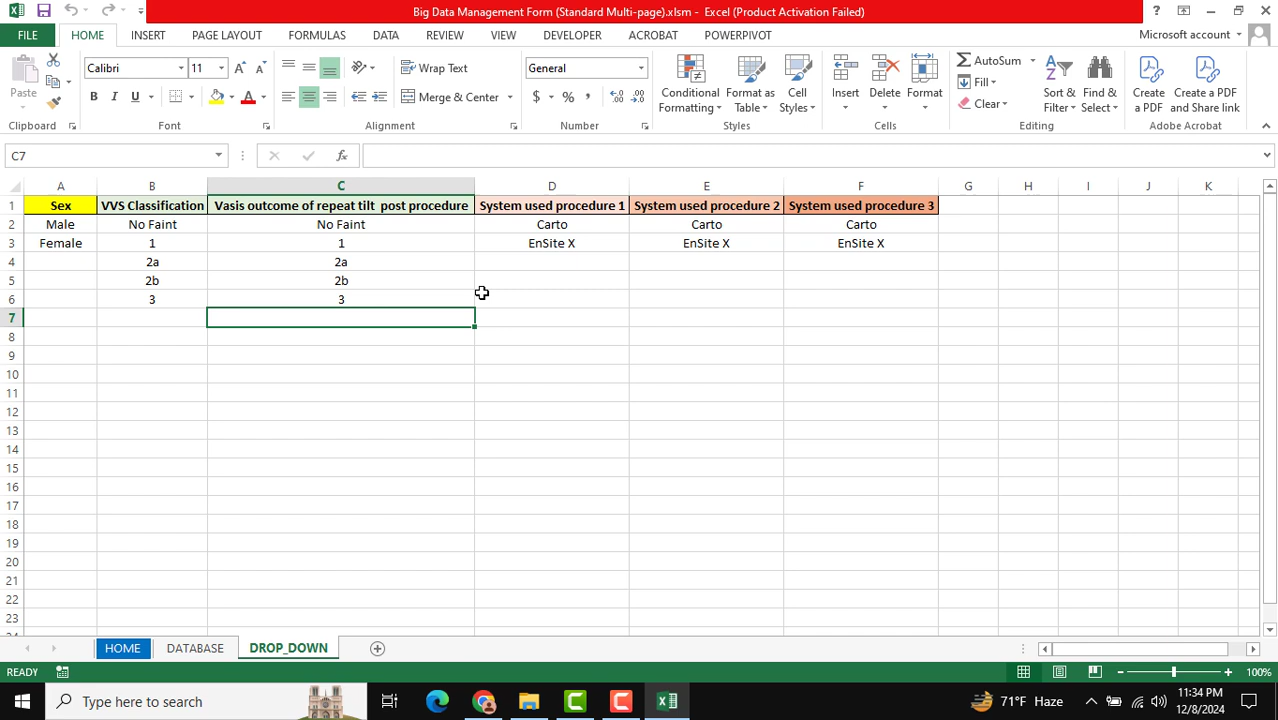 Big Data Management Form (Standard Multi-page).xlsm - Excel (Product Activation Failed)
FILE HOME INSERT PAGE LAYOUT FORMULAS DATA REVIEW VIEW DEVELOPER ACROBAT POWERPIVOT Microsoft account
Paste Calibri 11 B I U A A A Wrap Text Merge & Center General $ % , Conditional Formatting Format as Table Cell Styles Insert Delete Format AutoSum Fill Clear Sort & Filter Find & Select Create a PDF Create a PDF and Share link
Clipboard Font Alignment Number Styles Cells Editing Adobe Acrobat
C7 fx
A B C D E F G H I J K
1 Sex VVS Classification Vasis outcome of repeat tilt post procedure System used procedure 1 System used procedure 2 System used procedure 3
2 Male No Faint No Faint Carto Carto Carto
3 Female 1 1 EnSite X EnSite X EnSite X
4 2a 2a
5 2b 2b
6 3 3
7
8
9
10
11
12
13
14
15
16
17
18
19
20
21
22
23
HOME DATABASE DROP_DOWN
READY 100%
Type here to search 71°F Haze 11:34 PM
12/8/2024